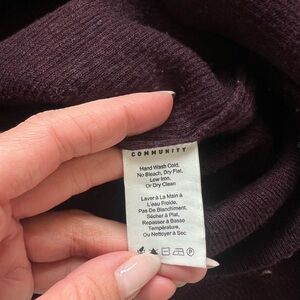 COMMUNITY
Hand Wash Cold,
No Bleach, Dry Flat,
Low Iron,
Or Dry Clean
Laver à La Main à
L'eau Froide,
Pas De Blanchiment,
Sécher à Plat,
Repasser à Basse
Température,
Ou Nettoyer à Sec
P